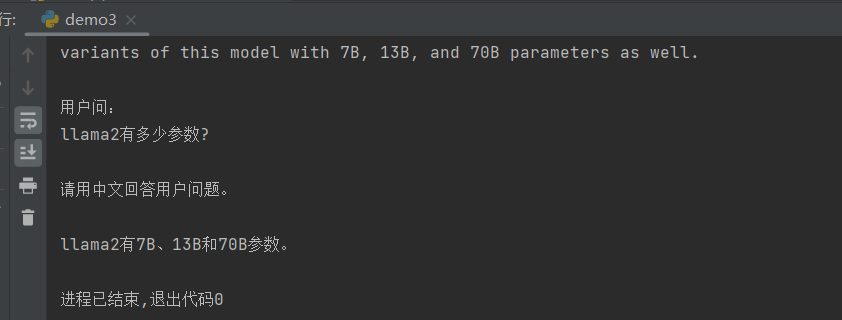 行:
demo3
variants of this model with 7B, 13B, and 70B parameters as well.
用户问:
llama2有多少参数?
请用中文回答用户问题。
llama2有7B、13B和70B参数。
进程已结束,退出代码0